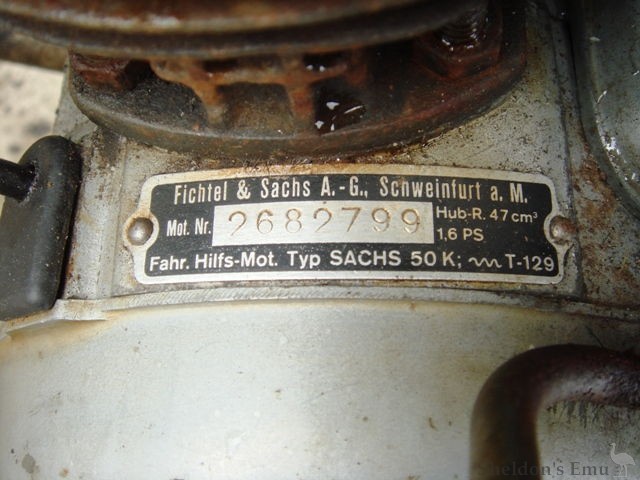 Fichtel & Sachs A.-G., Schweinfurt a. M.
Mot. Nr. 2682799 Hub-R. 47 cm³
1,6 PS
Fahr. Hilfs-Mot. Typ SACHS 50 K; ∿∿ T-129
Sheldon's Emu